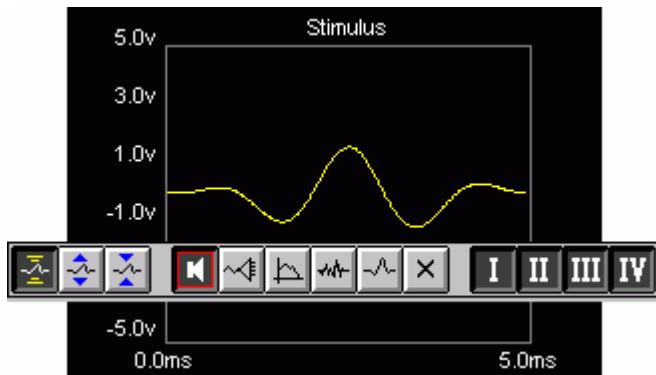 Stimulus
5.0v
3.0v
1.0v
-1.0v
I II III IV
-5.0v
0.0ms 5.0ms